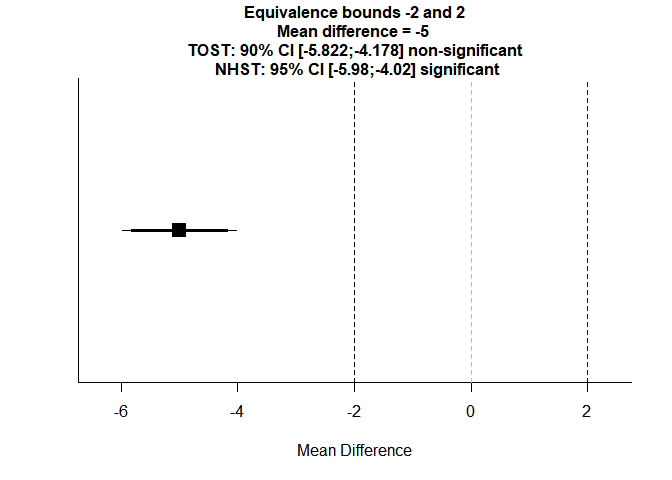 Equivalence bounds -2 and 2
Mean difference = -5
TOST: 90% CI [-5.822;-4.178] non-significant
NHST: 95% CI [-5.98;-4.02] significant
-6 -4 -2 0 2
Mean Difference